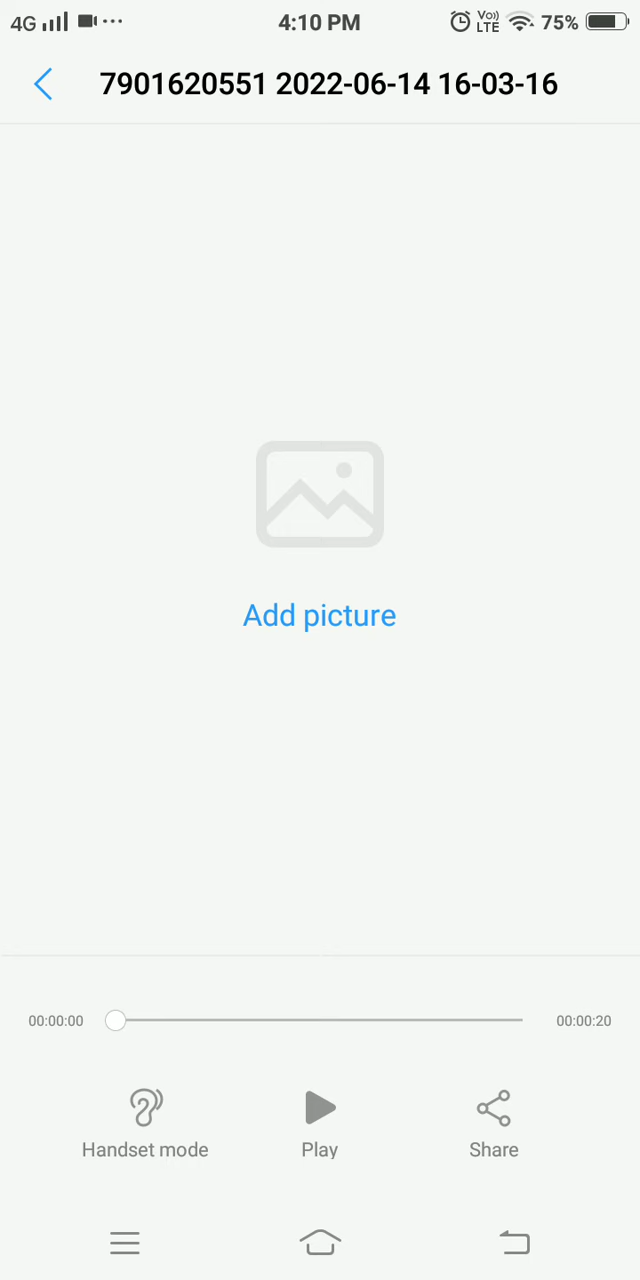 4G 4:10 PM Vo) LTE 75%
7901620551 2022-06-14 16-03-16
Add picture
00:00:00 00:00:20
Handset mode Play Share